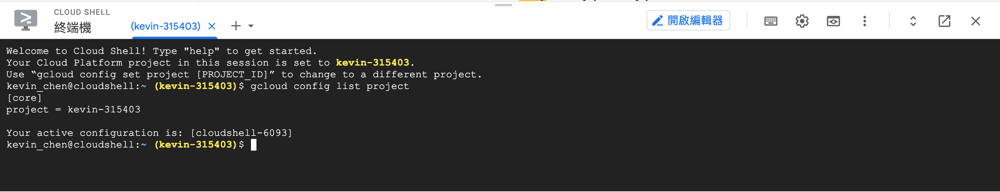 CLOUD SHELL
終端機
(kevin-315403)
開啟編輯器
Welcome to Cloud Shell! Type "help" to get started.
Your Cloud Platform project in this session is set to kevin-315403.
Use “gcloud config set project [PROJECT_ID]” to change to a different project.
kevin_chen@cloudshell:~ (kevin-315403)$ gcloud config list project
[core]
project = kevin-315403
Your active configuration is: [cloudshell-6093]
kevin_chen@cloudshell:~ (kevin-315403)$